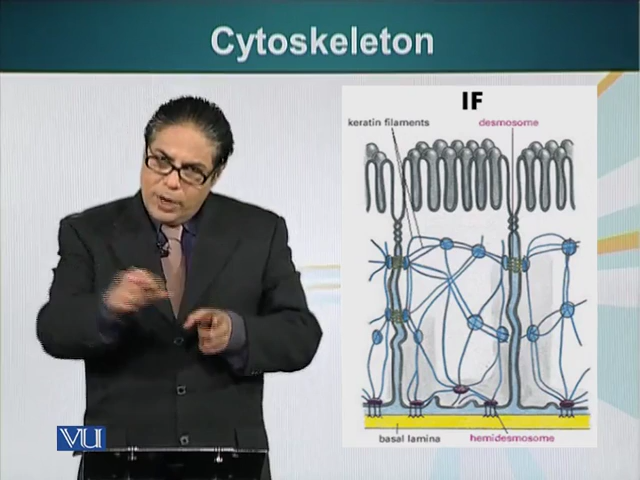 Cytoskeleton
IF
keratin filaments
desmosome
basal lamina
hemidesmosome
VU